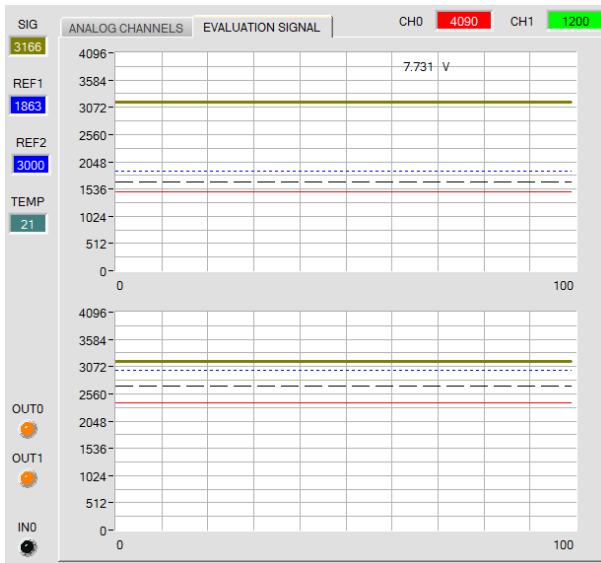 SIG
3166
REF1
1863
REF2
3000
TEMP
21
OUT0
OUT1
IN0
ANALOG CHANNELS
EVALUATION SIGNAL
CH0 4090 CH1 1200
7.731 V
4096
3584
3072
2560
2048
1536
1024
512
0
0 100
4096
3584
3072
2560
2048
1536
1024
512
0
0 100